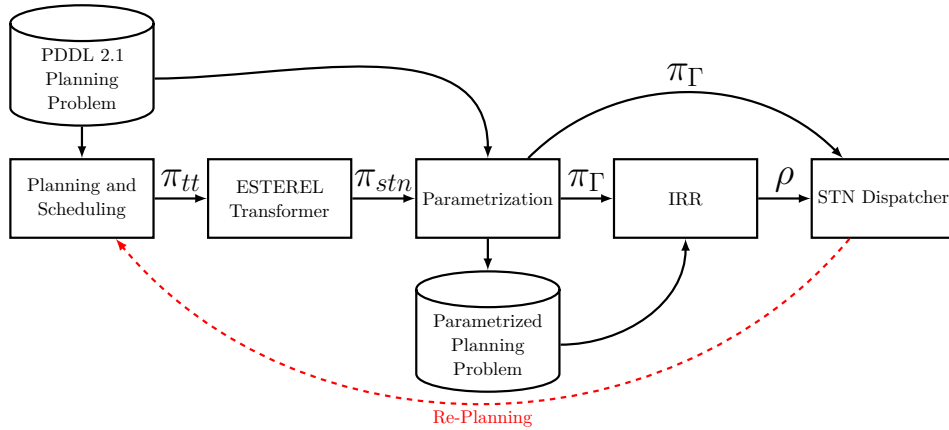 PDDL 2.1
Planning
Problem
π_Γ
Planning and
Scheduling
π_tt
ESTEREL
Transformer
π_stn
Parametrization
π_Γ
IRR
ρ
STN Dispatcher
Parametrized
Planning
Problem
Re-Planning